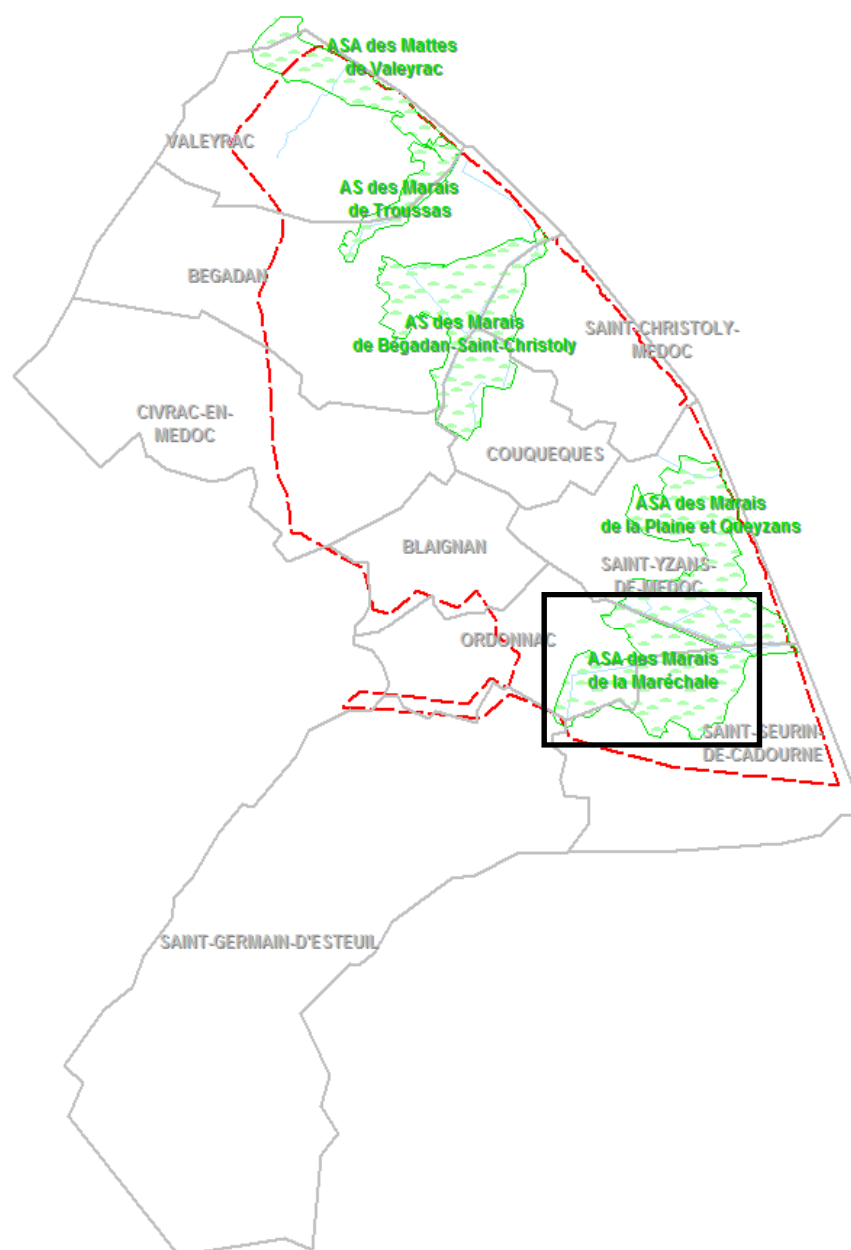 ASA des Mattes
de Valeyrac
VALEYRAC
AS des Marais
de Troussas
BEGADAN
AS des Marais
de Bégadan-Saint-Christoly
SAINT-CHRISTOLY-
MEDOC
CIVRAC-EN-
MEDOC
COUQUEQUES
ASA des Marais
de la Plaine et Queyzans
BLAIGNAN
SAINT-YZANS-
DE-MEDOC
ORDONNAC
ASA des Marais
de la Maréchale
SAINT-SEURIN-
DE-CADOURNE
SAINT-GERMAIN-D'ESTEUIL